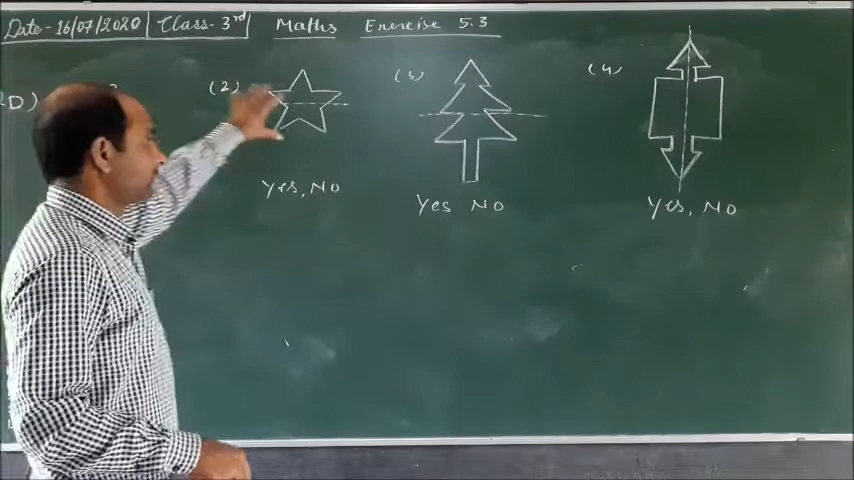 Date- 16/07/2020 Class- 3rd Maths Exercise 5.3
D) (2) (3) (4)
Yes, No Yes No Yes, No